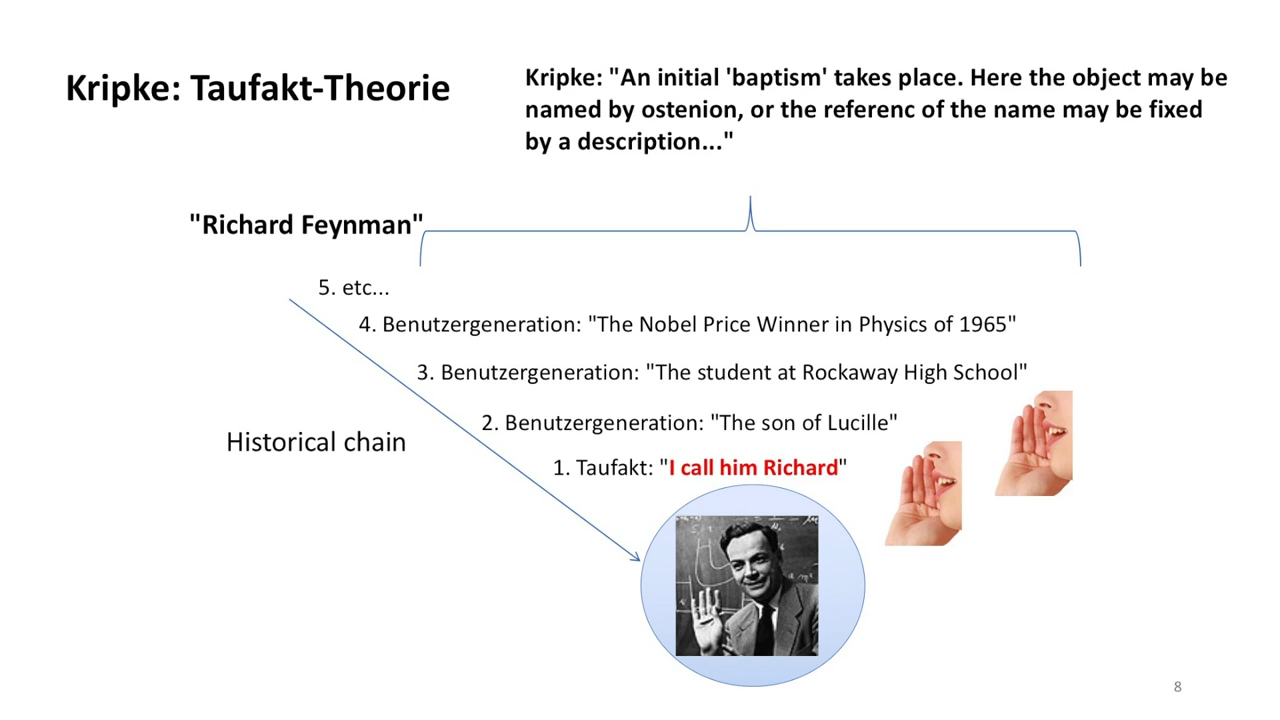 Kripke: Taufakt-Theorie
Kripke: "An initial 'baptism' takes place. Here the object may be
named by ostenion, or the referenc of the name may be fixed
by a description..."
"Richard Feynman"
5. etc...
4. Benutzergeneration: "The Nobel Price Winner in Physics of 1965"
3. Benutzergeneration: "The student at Rockaway High School"
2. Benutzergeneration: "The son of Lucille"
Historical chain
1. Taufakt: "I call him Richard"
8